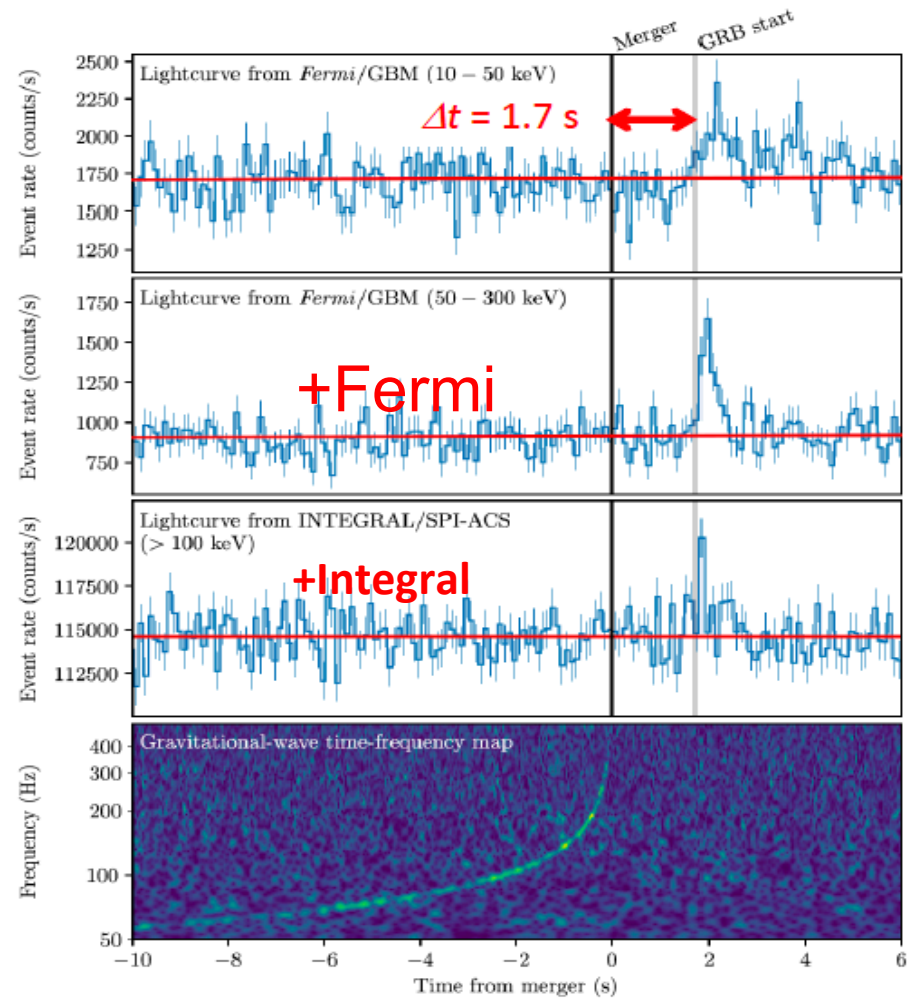 Merger
GRB start
Lightcurve from Fermi/GBM (10 − 50 keV)
Δt = 1.7 s
Event rate (counts/s)
2500
2250
2000
1750
1500
1250
Lightcurve from Fermi/GBM (50 − 300 keV)
+Fermi
Event rate (counts/s)
1750
1500
1250
1000
750
Lightcurve from INTEGRAL/SPI-ACS
(> 100 keV)
+Integral
Event rate (counts/s)
120000
117500
115000
112500
Gravitational-wave time-frequency map
Frequency (Hz)
400
300
200
100
50
−10 −8 −6 −4 −2 0 2 4 6
Time from merger (s)